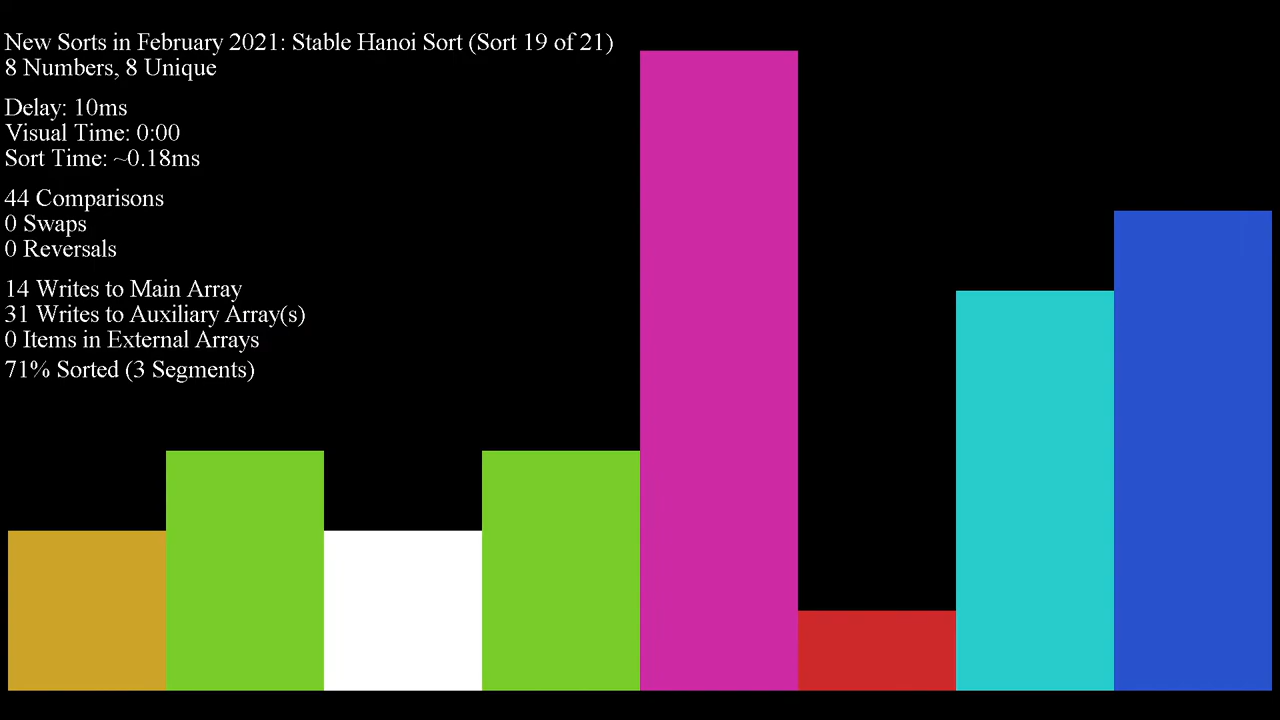 New Sorts in February 2021: Stable Hanoi Sort (Sort 19 of 21)
8 Numbers, 8 Unique
Delay: 10ms
Visual Time: 0:00
Sort Time: ~0.18ms
44 Comparisons
0 Swaps
0 Reversals
14 Writes to Main Array
31 Writes to Auxiliary Array(s)
0 Items in External Arrays
71% Sorted (3 Segments)